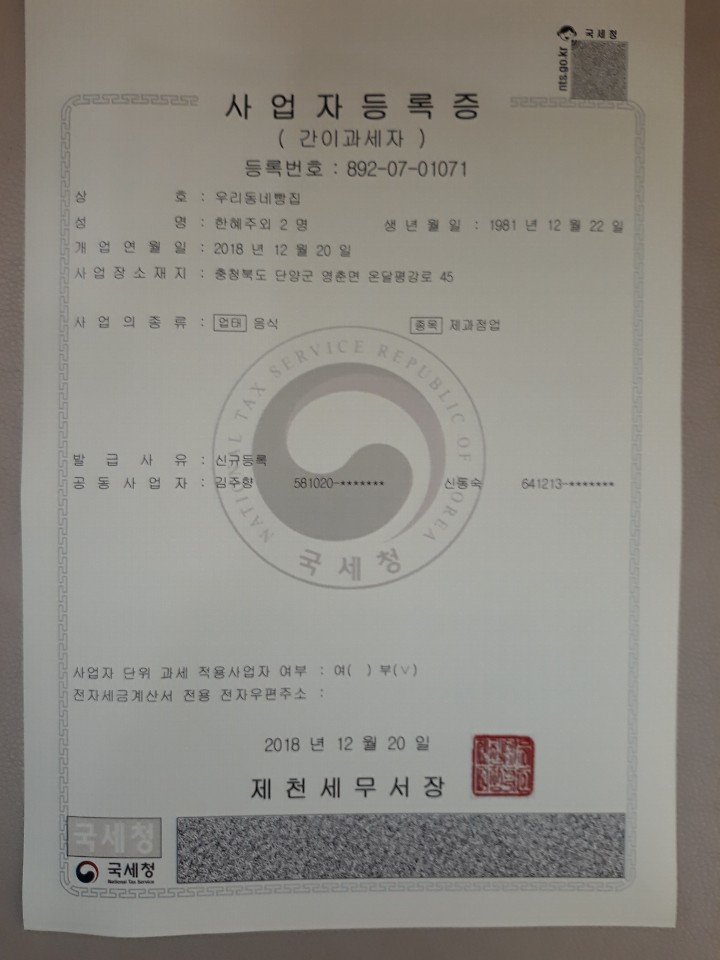 국세청
nts.go.kr
사업자등록증
( 간이과세자 )
등록번호 : 892-07-01071
상 호 : 우리동네빵집
성 명 : 한혜주외 2 명 생 년 월 일 : 1981 년 12 월 22 일
개 업 연 월 일 : 2018 년 12 월 20 일
사 업 장 소 재 지 : 충청북도 단양군 영춘면 온달평강로 45
사 업 의 종 류 : 업태 음식 종목 제과점업
NATIONAL TAX SERVICE REPUBLIC OF KOREA
발 급 사 유 : 신규등록
공 동 사 업 자 : 김주향 581020-******* 신동숙 641213-*******
국세청
사업자 단위 과세 적용사업자 여부 : 여( ) 부(∨)
전자세금계산서 전용 전자우편주소 :
2018 년 12 월 20 일
제 천 세 무 서 장
국세청
국세청
National Tax Service